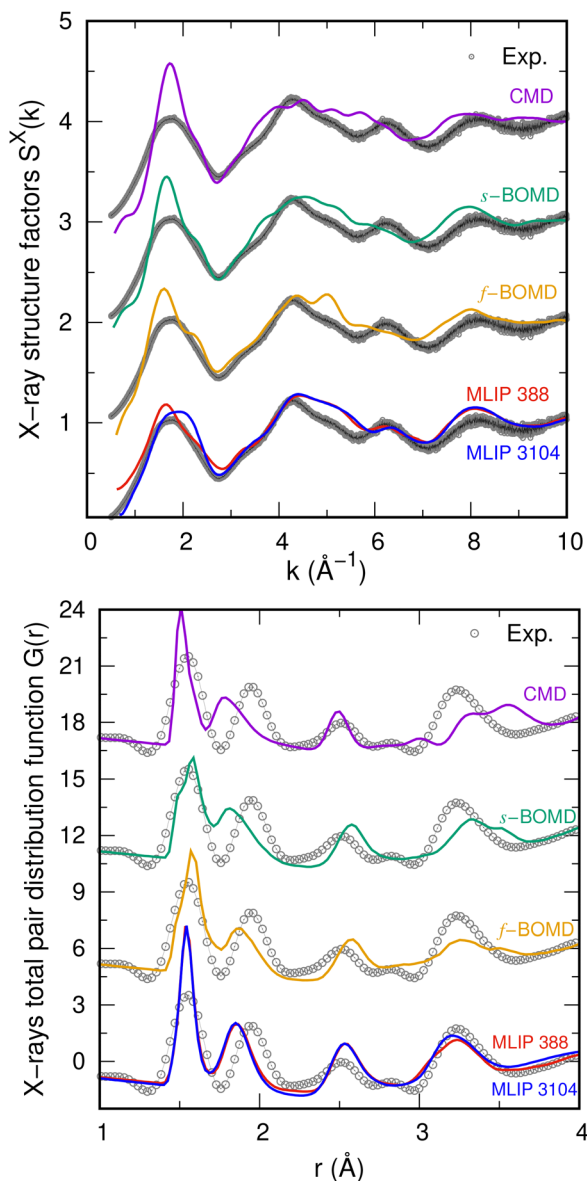 5
4
3
2
1
X-ray structure factors S^X(k)
Exp.
CMD
s-BOMD
f-BOMD
MLIP 388
MLIP 3104
0 2 4 6 8 10
k (Å⁻¹)
24
21
18
15
12
9
6
3
0
X-rays total pair distribution function G(r)
Exp.
CMD
s-BOMD
f-BOMD
MLIP 388
MLIP 3104
1 2 3 4
r (Å)